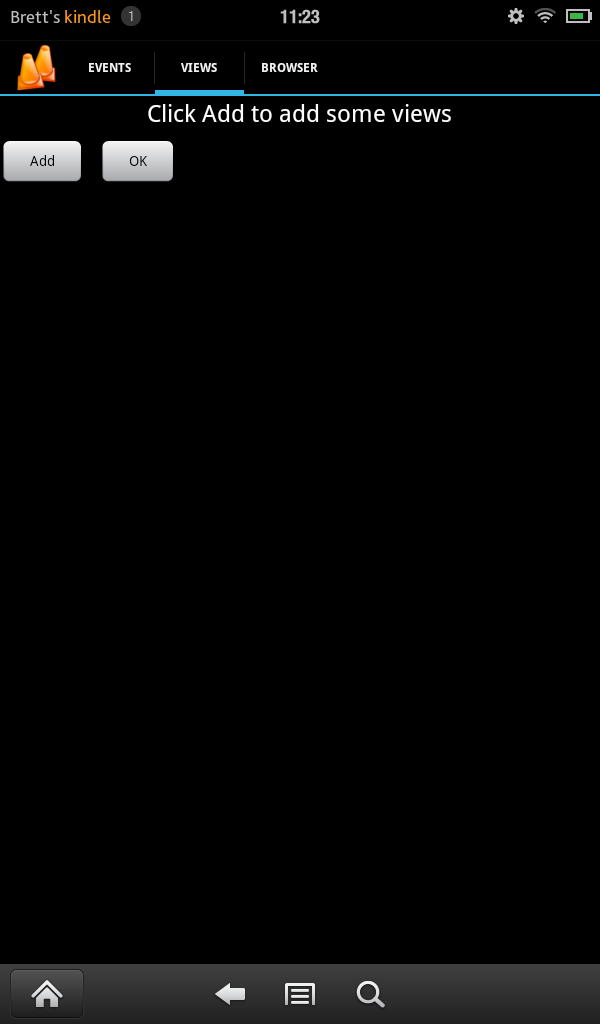 Brett's kindle 1 11:23
EVENTS VIEWS BROWSER
Click Add to add some views
Add OK